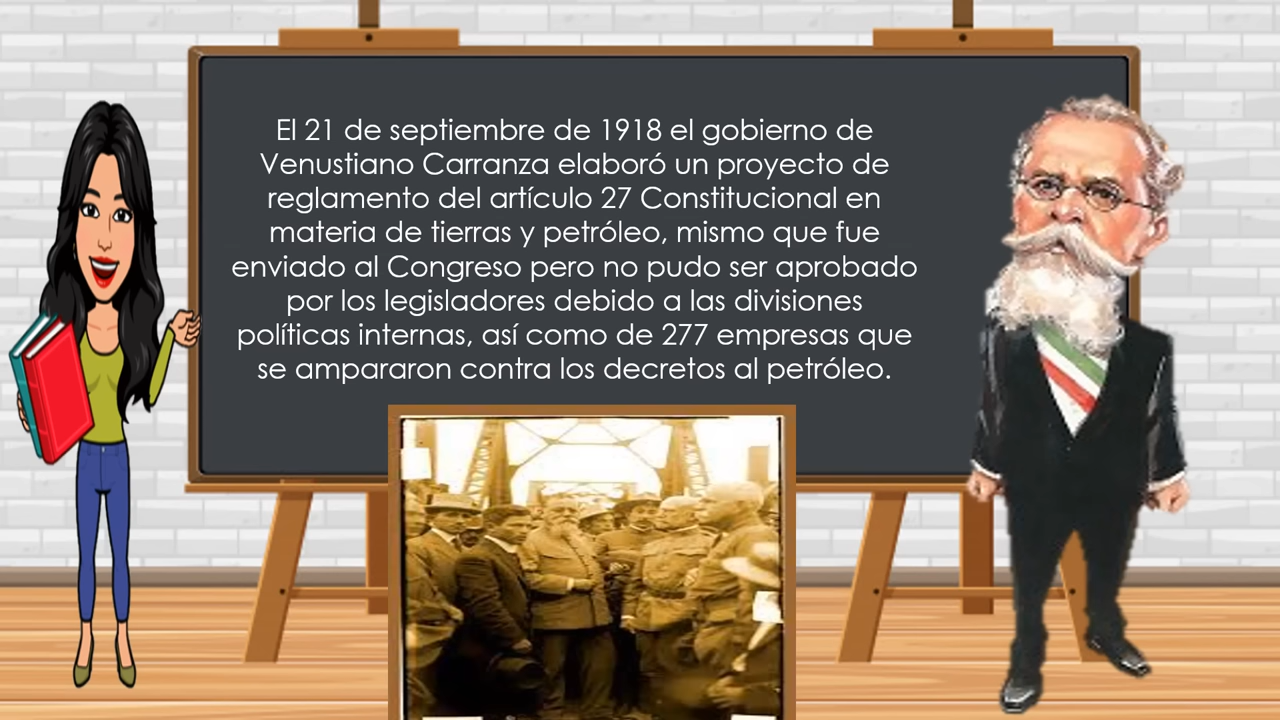 El 21 de septiembre de 1918 el gobierno de
Venustiano Carranza elaboró un proyecto de
reglamento del artículo 27 Constitucional en
materia de tierras y petróleo, mismo que fue
enviado al Congreso pero no pudo ser aprobado
por los legisladores debido a las divisiones
políticas internas, así como de 277 empresas que
se ampararon contra los decretos al petróleo.